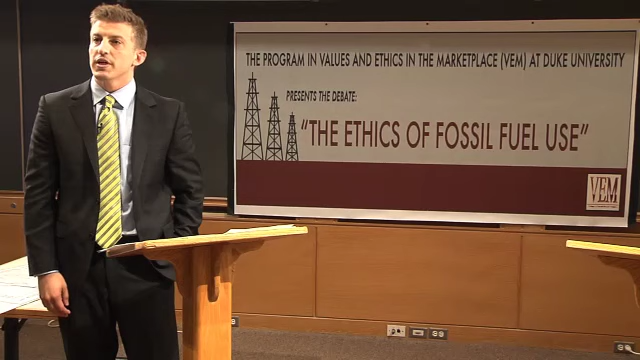 THE PROGRAM IN VALUES AND ETHICS IN THE MARKETPLACE (VEM) AT DUKE UNIVERSITY
PRESENTS THE DEBATE:
"THE ETHICS OF FOSSIL FUEL USE"
VEM